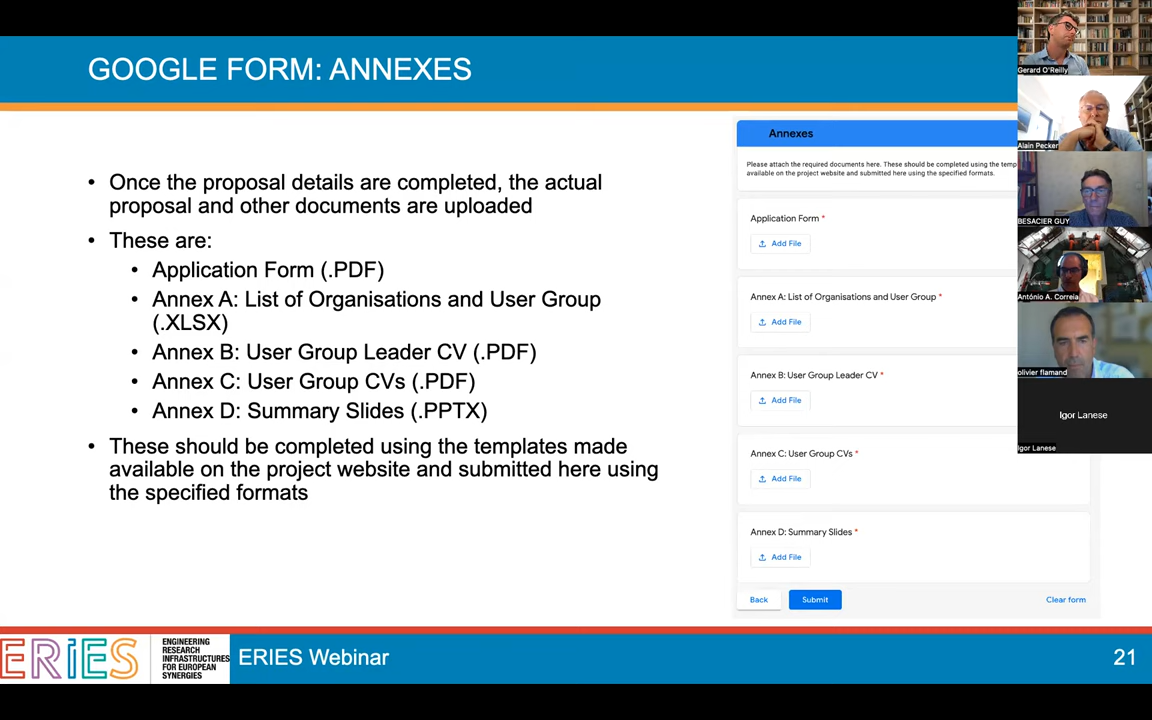 GOOGLE FORM: ANNEXES
• Once the proposal details are completed, the actual
proposal and other documents are uploaded
• These are:
• Application Form (.PDF)
• Annex A: List of Organisations and User Group
(.XLSX)
• Annex B: User Group Leader CV (.PDF)
• Annex C: User Group CVs (.PDF)
• Annex D: Summary Slides (.PPTX)
• These should be completed using the templates made
available on the project website and submitted here using
the specified formats
Annexes
Please attach the required documents here. These should be completed using the temp
available on the project website and submitted here using the specified formats.
Application Form *
Add File
Annex A: List of Organisations and User Group *
Add File
Annex B: User Group Leader CV *
Add File
Annex C: User Group CVs *
Add File
Annex D: Summary Slides *
Add File
Back
Submit
Clear form
Gerard O'Reilly
Alain Pecker
BESACIER GUY
António A. Correia
olivier flamand
Igor Lanese
Igor Lanese
ERIES
ENGINEERING
RESEARCH
INFRASTRUCTURES
FOR EUROPEAN
SYNERGIES
ERIES Webinar
21